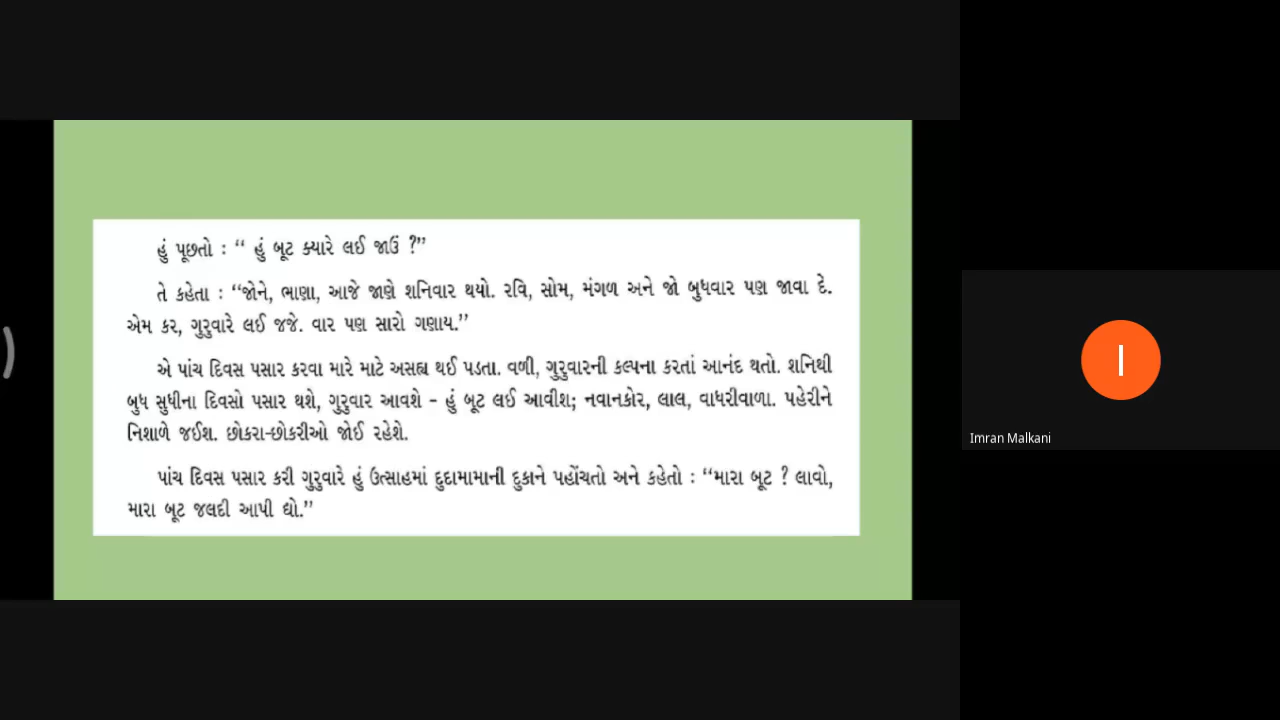 હું પૂછતો : “ હું બૂટ ક્યારે લઈ જાઉં ?”
તે કહેતા : “જોને, ભાણા, આજે જાણે શનિવાર થયો. રવિ, સોમ, મંગળ અને જો બુધવાર પણ જાવા દે.
એમ કર, ગુરુવારે લઈ જજે. વાર પણ સારો ગણાય.”
એ પાંચ દિવસ પસાર કરવા મારે માટે અસહ્ય થઈ પડતા. વળી, ગુરુવારની કલ્પના કરતાં આનંદ થતો. શનિથી
બુધ સુધીના દિવસો પસાર થશે, ગુરુવાર આવશે – હું બૂટ લઈ આવીશ; નવાનકોર, લાલ, વાધરીવાળા. પહેરીને
નિશાળે જઈશ. છોકરા-છોકરીઓ જોઈ રહેશે.
પાંચ દિવસ પસાર કરી ગુરુવારે હું ઉત્સાહમાં દુદામામાની દુકાને પહોંચતો અને કહેતો : “મારા બૂટ ? લાવો,
મારા બૂટ જલદી આપી દ્યો.”
I
Imran Malkani